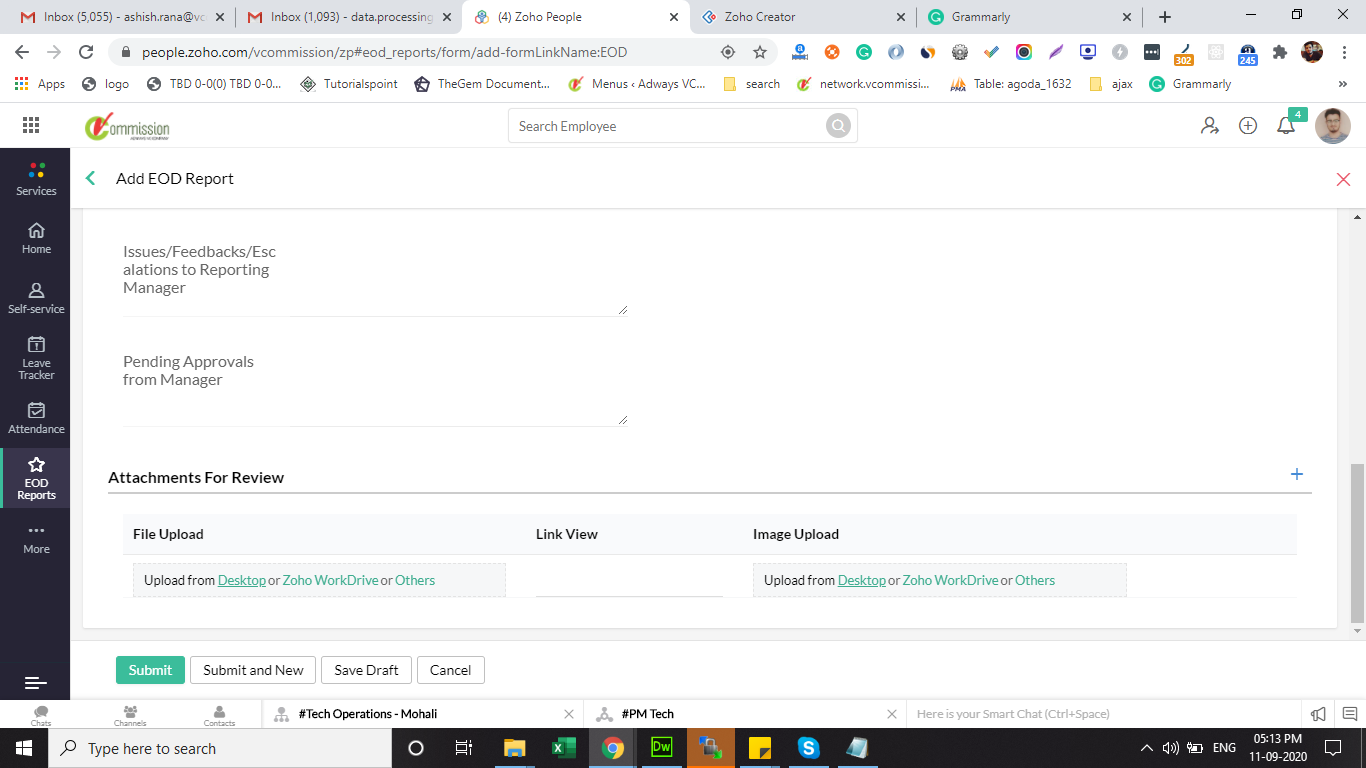 Inbox (5,055) - ashish.rana@vc
Inbox (1,093) - data.processing
(4) Zoho People
Zoho Creator
Grammarly
people.zoho.com/vcommission/zp#eod_reports/form/add-formLinkName:EOD
302
245
Apps
logo
TBD 0-0(0) TBD 0-0...
Tutorialspoint
TheGem Document...
Menus ‹ Adways VC...
search
network.vcommissi...
PMA
Table: agoda_1632
ajax
Grammarly
»
ommission
Search Employee
4
Services
Home
Self-service
Leave
Tracker
Attendance
EOD
Reports
More
Add EOD Report
Issues/Feedbacks/Esc
alations to Reporting
Manager
Pending Approvals
from Manager
Attachments For Review
File Upload
Link View
Image Upload
Upload from Desktop or Zoho WorkDrive or Others
Upload from Desktop or Zoho WorkDrive or Others
Submit
Submit and New
Save Draft
Cancel
Chats
Channels
Contacts
#Tech Operations - Mohali
#PM Tech
Here is your Smart Chat (Ctrl+Space)
Type here to search
Dw
ENG
05:13 PM
11-09-2020